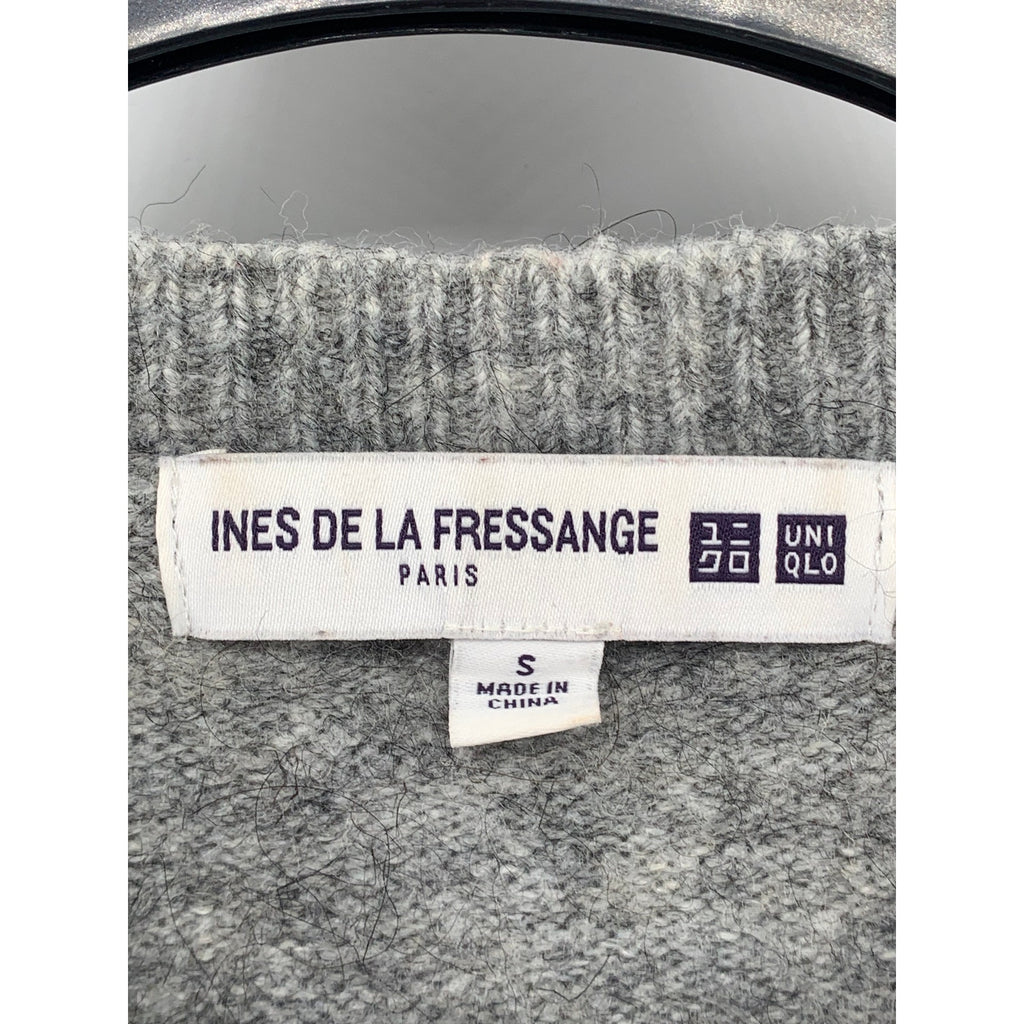 INES DE LA FRESSANGE
PARIS
ユニ
クロ
UNI
QLO
S
MADE IN
CHINA